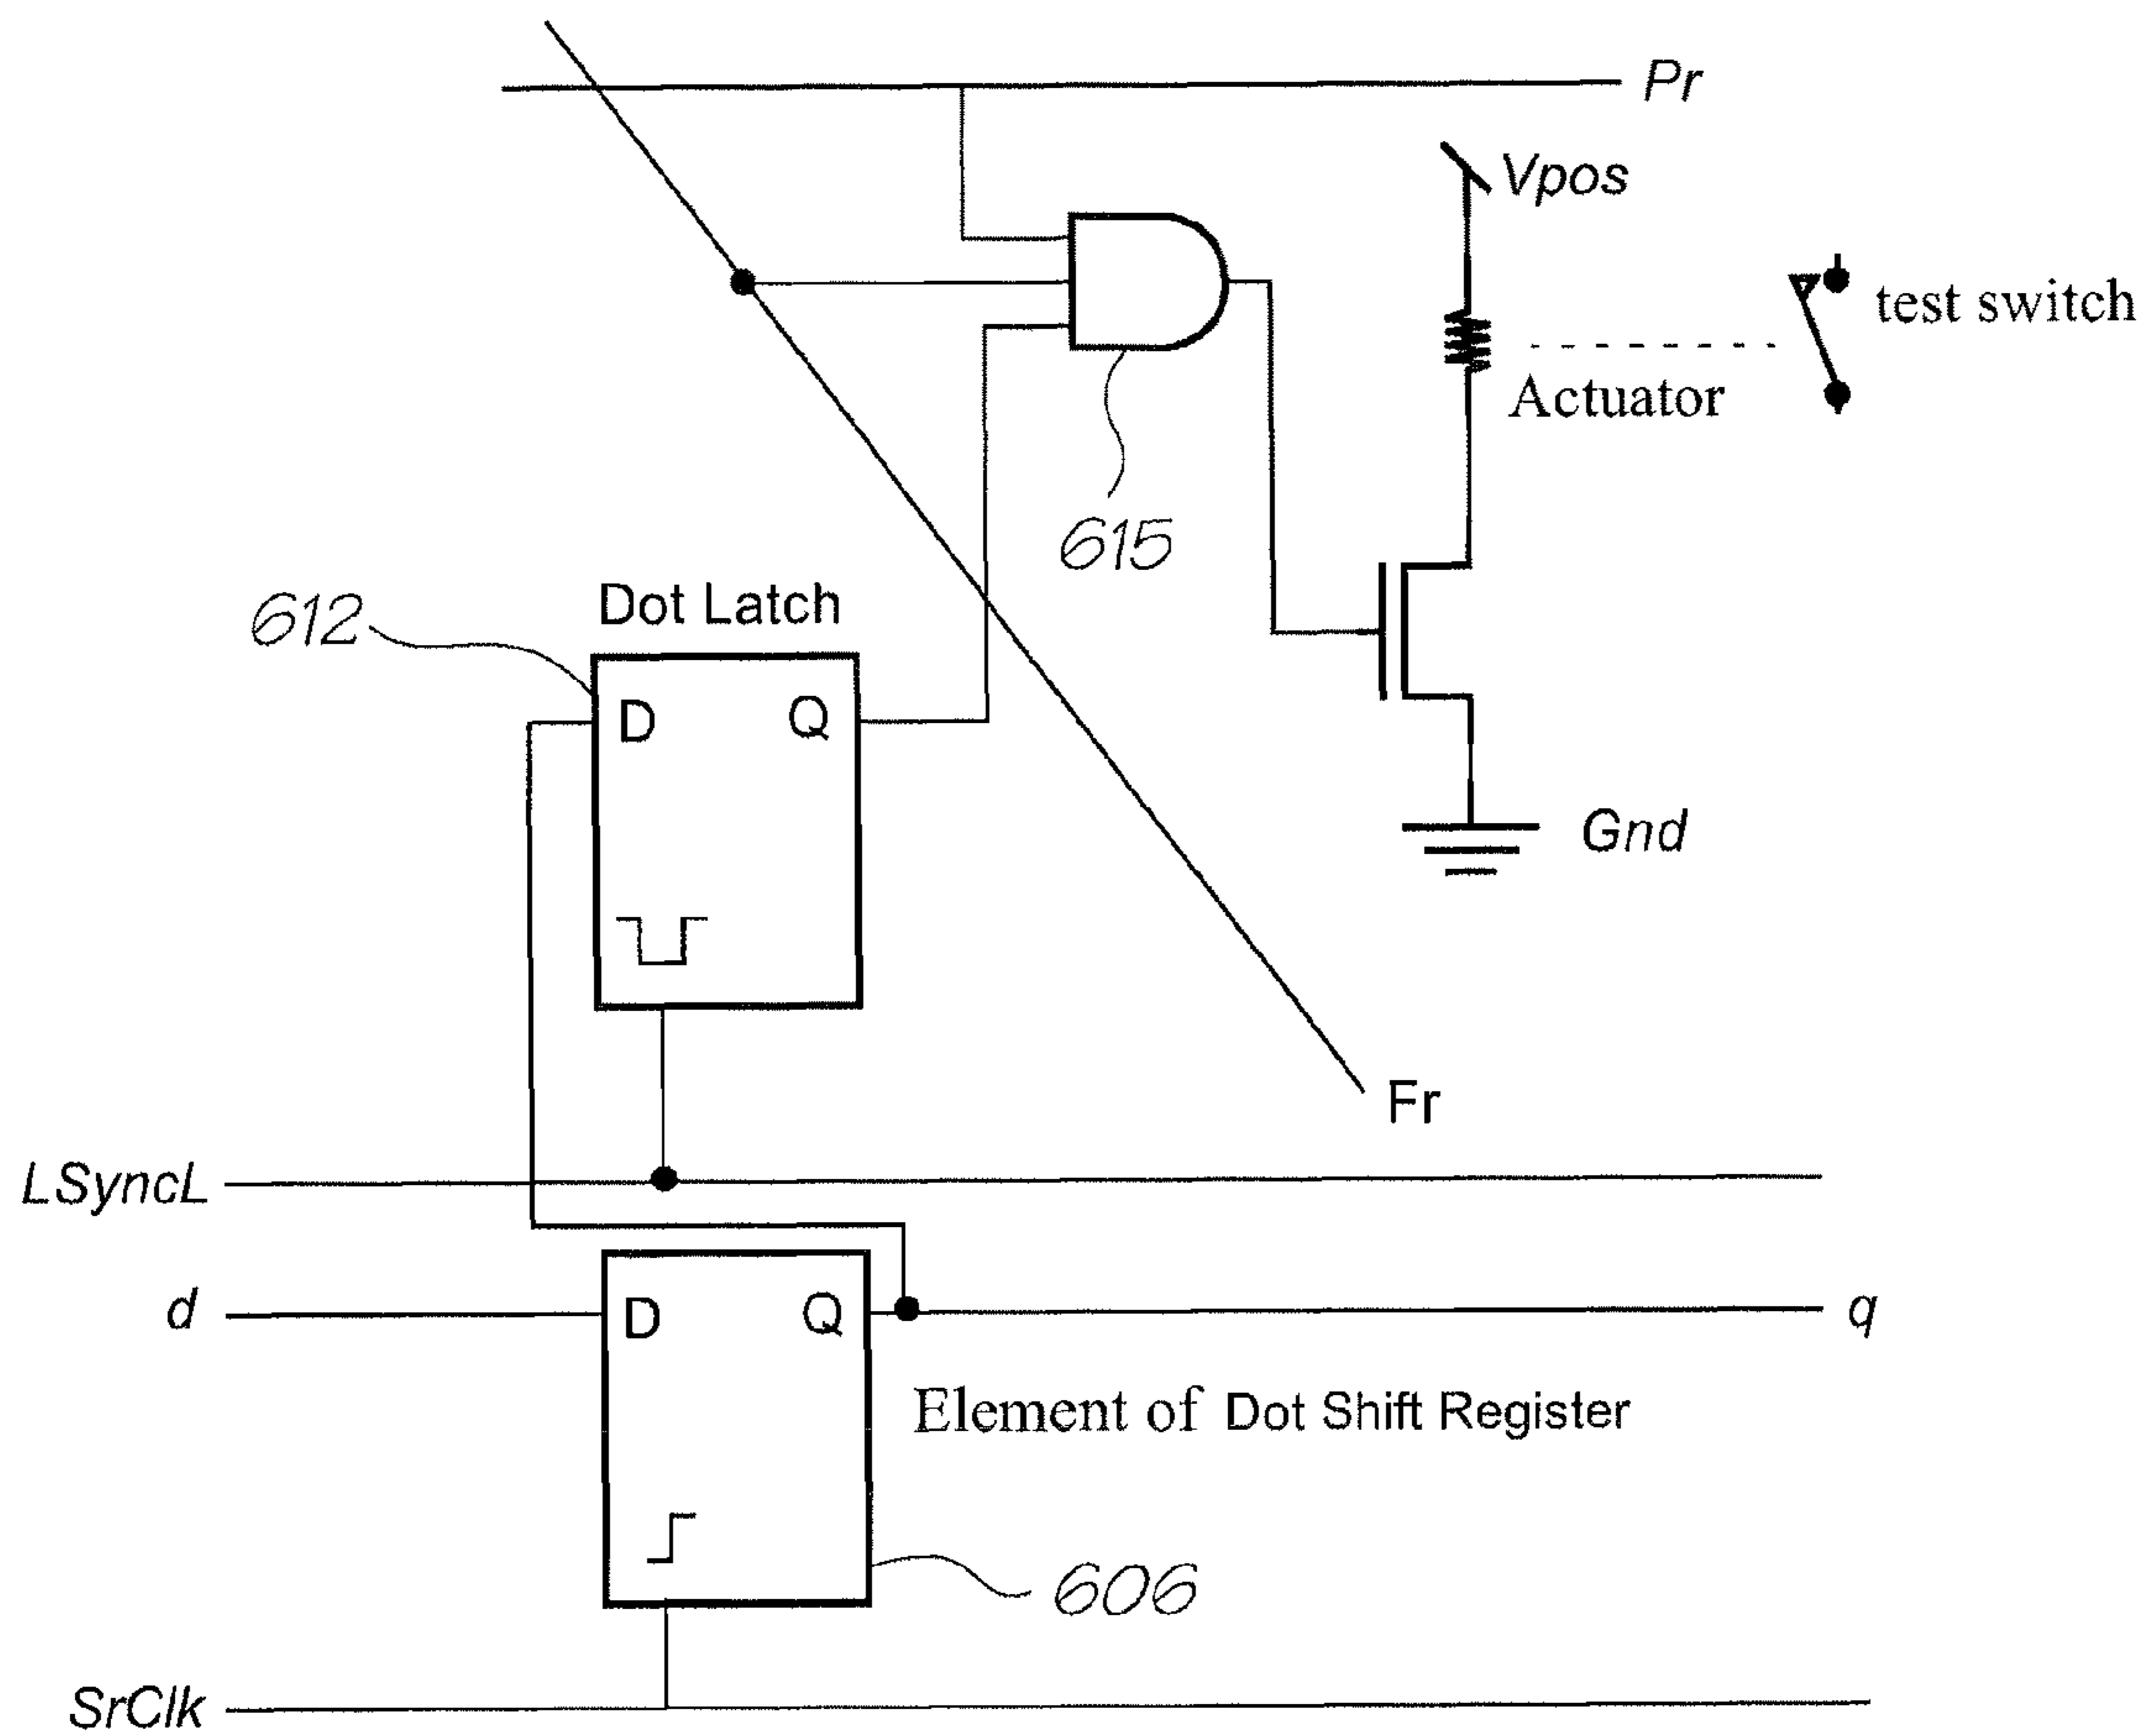 Pr
Vpos
test switch
Actuator
615
612
Dot Latch
D Q
Gnd
Fr
LSyncL
d
D Q
q
Element of Dot Shift Register
606
SrClk